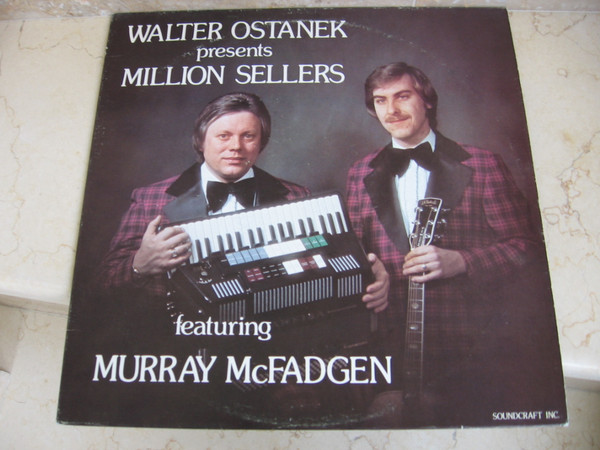 WALTER OSTANEK
presents
MILLION SELLERS
featuring
MURRAY McFADGEN
SOUNDCRAFT INC.